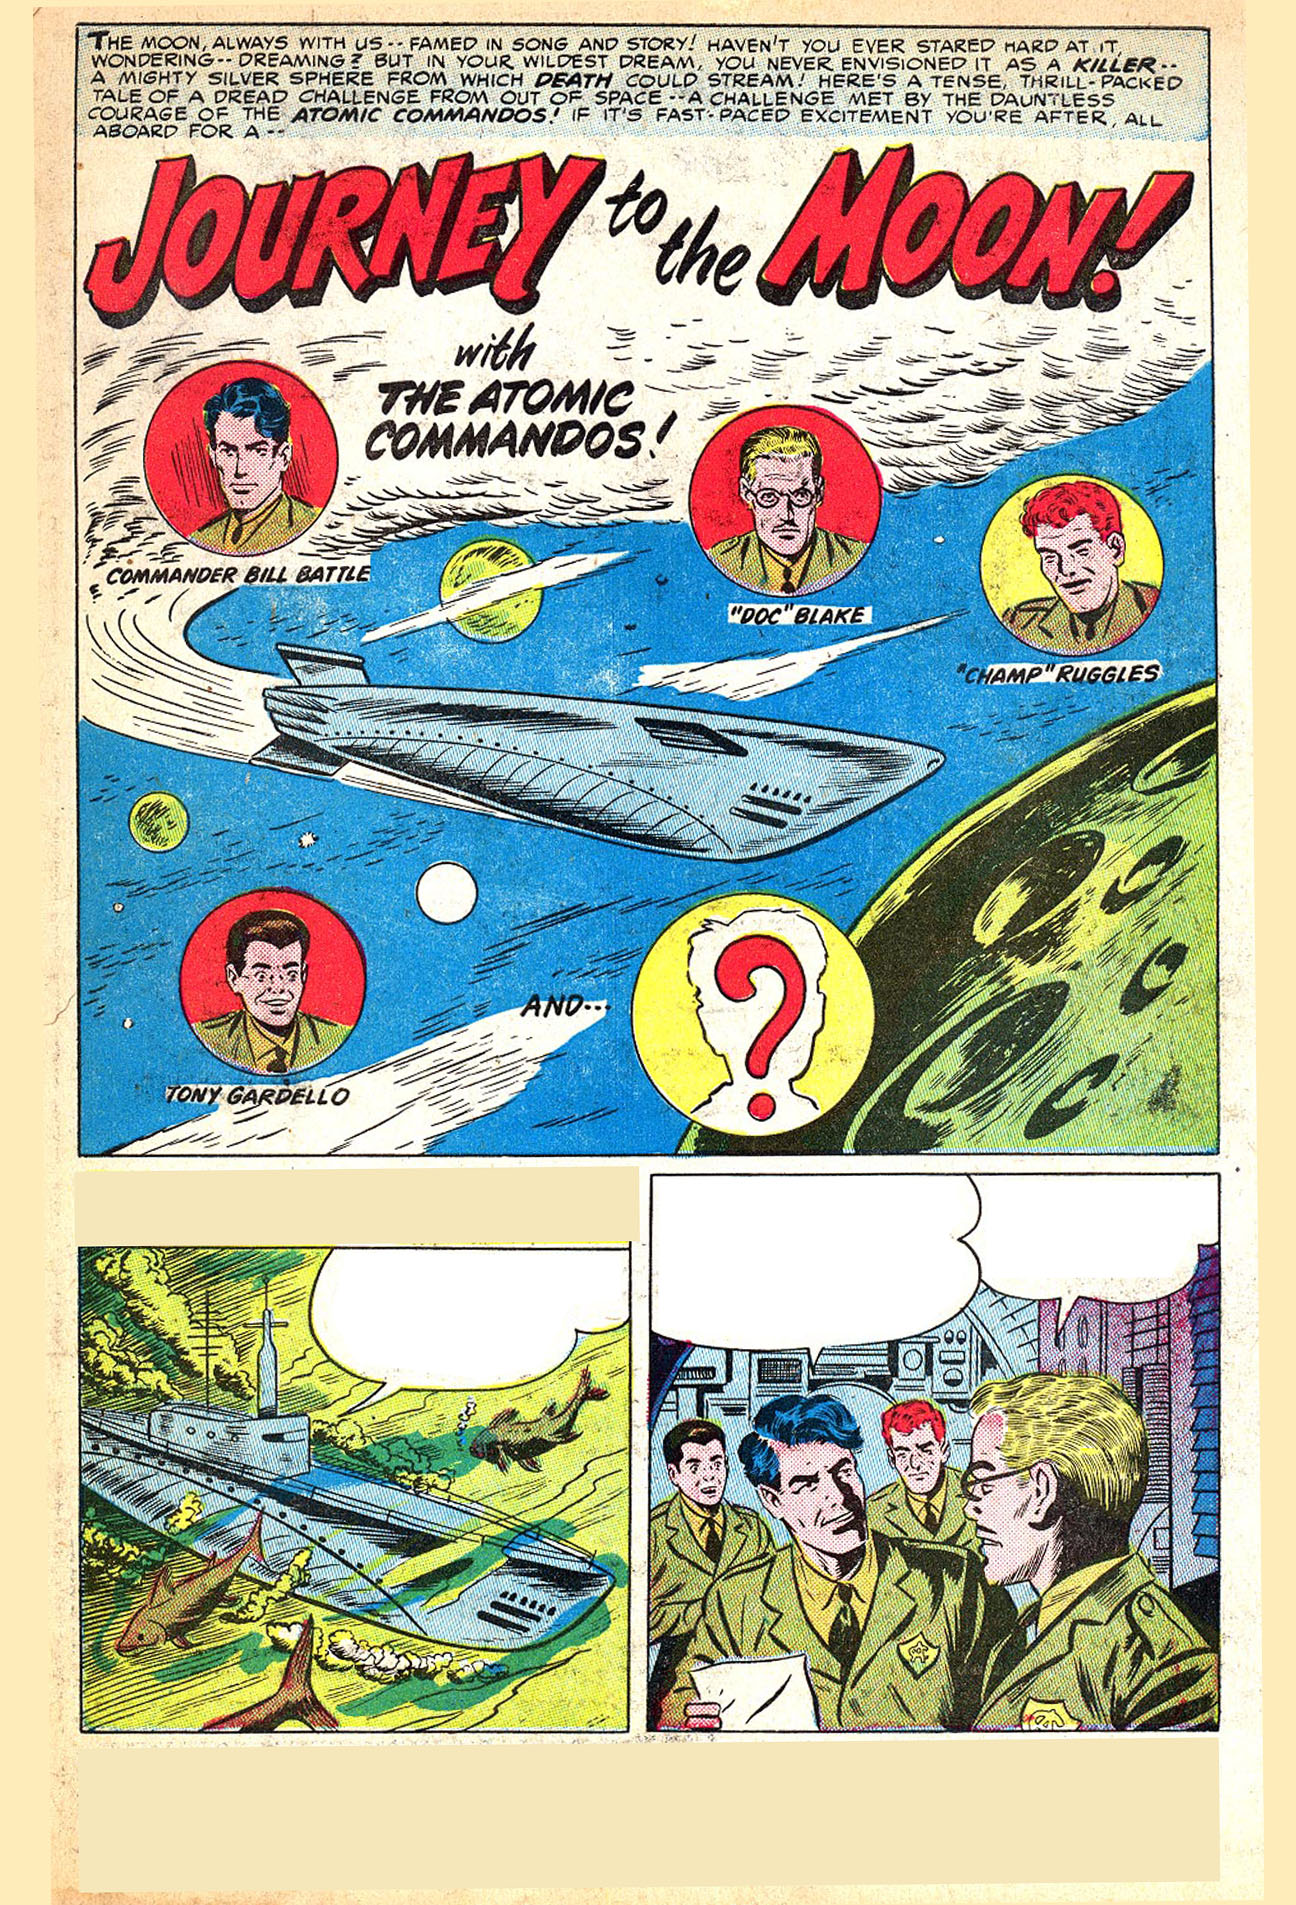 THE MOON, ALWAYS WITH US -- FAMED IN SONG AND STORY! HAVEN'T YOU EVER STARED HARD AT IT,
WONDERING -- DREAMING? BUT IN YOUR WILDEST DREAM, YOU NEVER ENVISIONED IT AS A KILLER --
A MIGHTY SILVER SPHERE FROM WHICH DEATH COULD STREAM! HERE'S A TENSE, THRILL-PACKED
TALE OF A DREAD CHALLENGE FROM OUT OF SPACE -- A CHALLENGE MET BY THE DAUNTLESS
COURAGE OF THE ATOMIC COMMANDOS! IF IT'S FAST-PACED EXCITEMENT YOU'RE AFTER, ALL
ABOARD FOR A --
JOURNEY to the MOON!
with
THE ATOMIC
COMMANDOS!
COMMANDER BILL BATTLE
"DOC" BLAKE
"CHAMP" RUGGLES
TONY GARDELLO
AND...
?